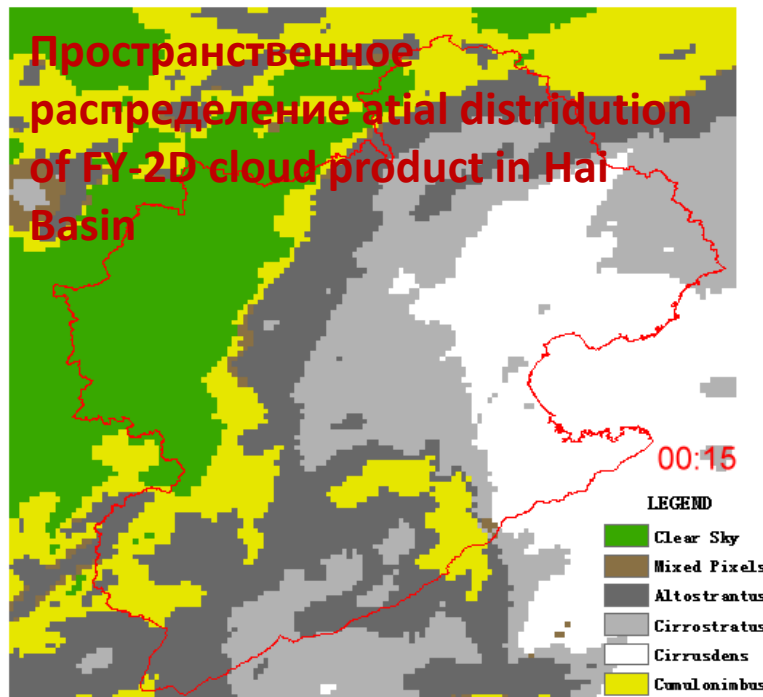 Пространственное
распределение atial distridution
of FY-2D cloud product in Hai
Basin
00:15
LEGEND
Clear Sky
Mixed Pixels
Altostrantus
Cirrostratus
Cirrusdens
Cumulonimbus